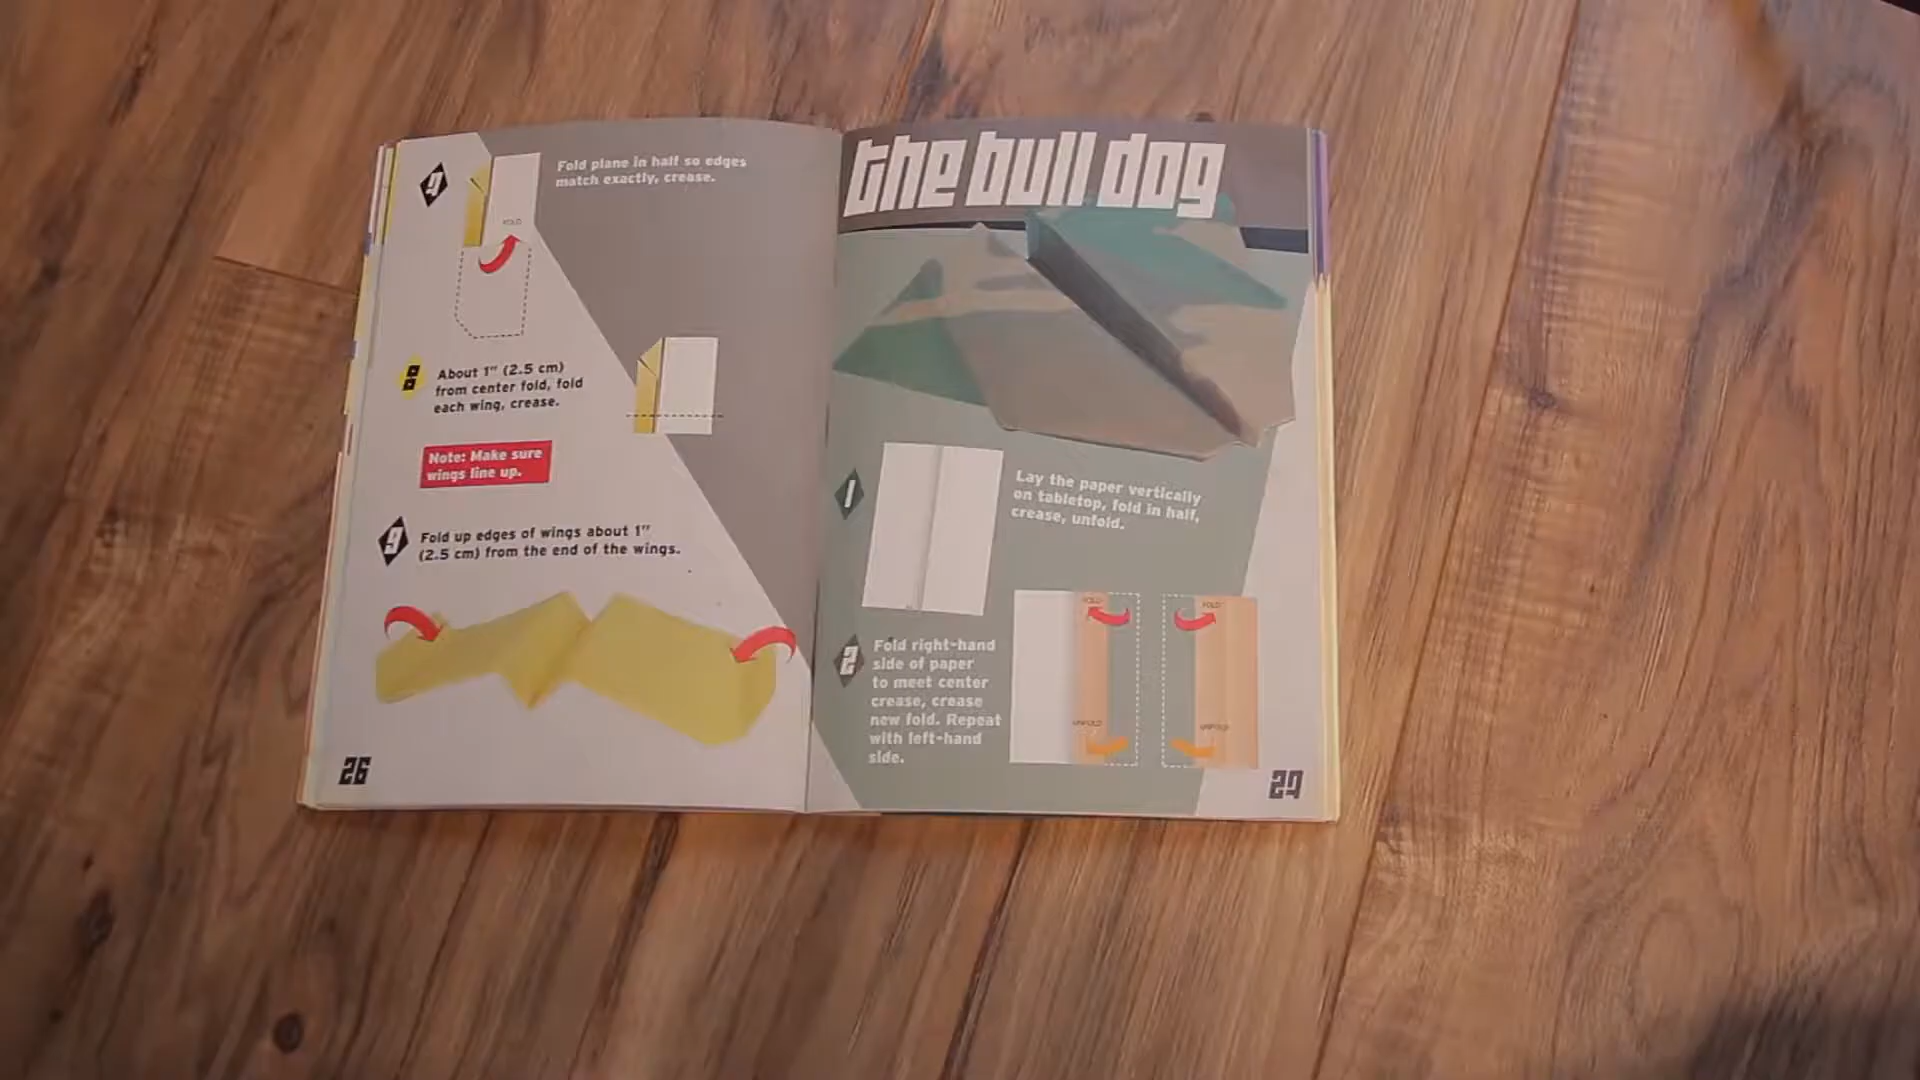 7
Fold plane in half so edges
match exactly, crease.
FOLD
8
About 1" (2.5 cm)
from center fold, fold
each wing, crease.
Note: Make sure
wings line up.
9
Fold up edges of wings about 1"
(2.5 cm) from the end of the wings.
26
the bull dog
1
Lay the paper vertically
on tabletop, fold in half,
crease, unfold.
2
Fold right-hand
side of paper
to meet center
crease, crease
new fold. Repeat
with left-hand
side.
FOLD
FOLD
UNFOLD
UNFOLD
27